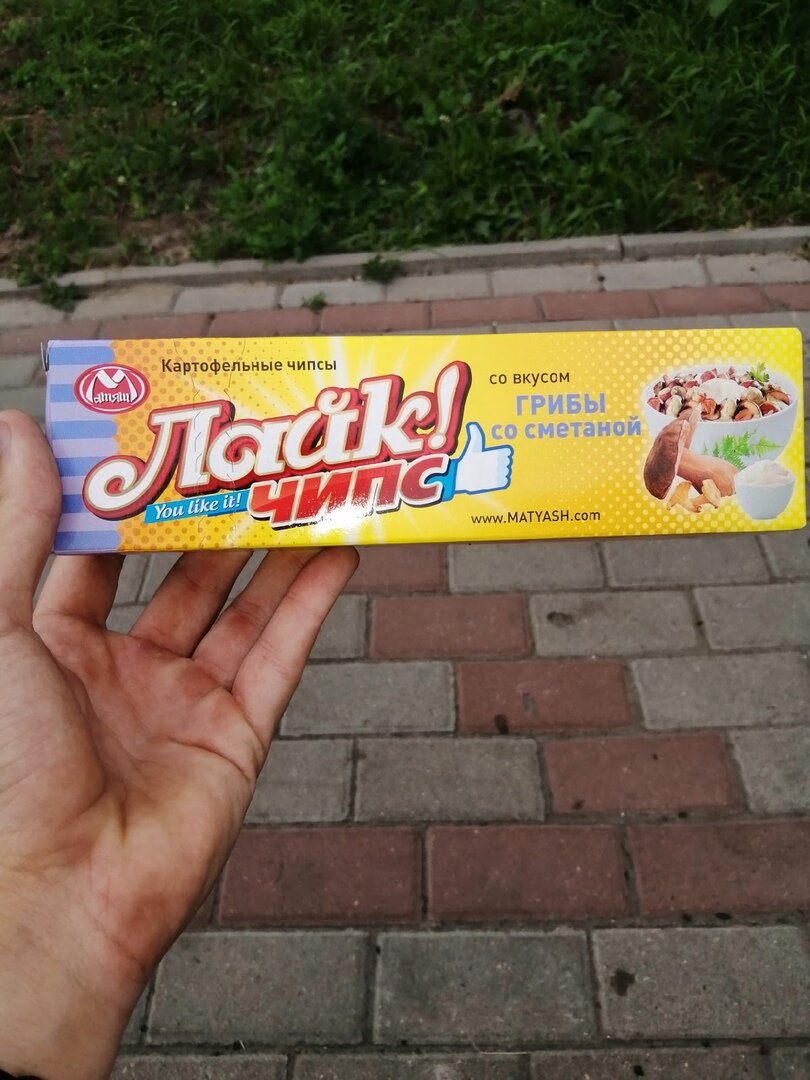 Картофельные чипсы
Матяш
Лайк!
You like it!
чипс
со вкусом
ГРИБЫ
со сметаной
www.MATYASH.com